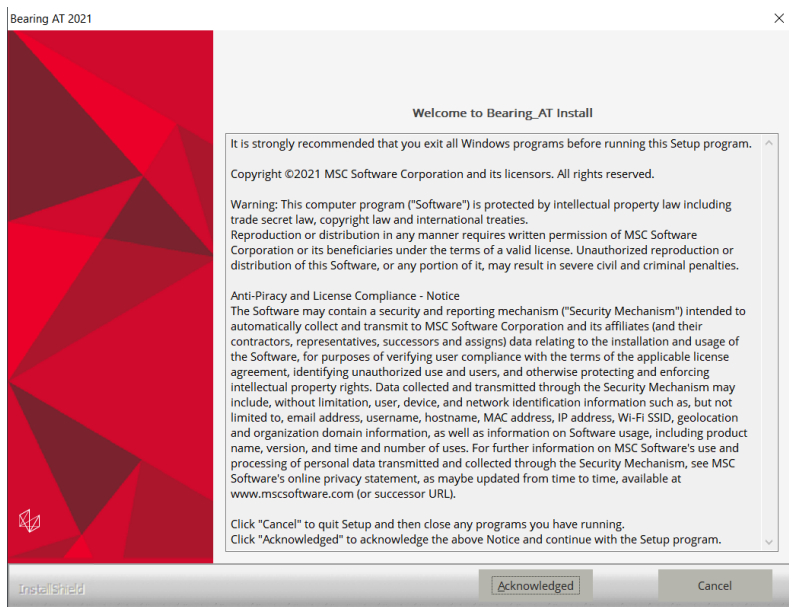 Bearing AT 2021
Welcome to Bearing_AT Install
It is strongly recommended that you exit all Windows programs before running this Setup program.
Copyright ©2021 MSC Software Corporation and its licensors. All rights reserved.
Warning: This computer program ("Software") is protected by intellectual property law including
trade secret law, copyright law and international treaties.
Reproduction or distribution in any manner requires written permission of MSC Software
Corporation or its beneficiaries under the terms of a valid license. Unauthorized reproduction or
distribution of this Software, or any portion of it, may result in severe civil and criminal penalties.
Anti-Piracy and License Compliance - Notice
The Software may contain a security and reporting mechanism ("Security Mechanism") intended to
automatically collect and transmit to MSC Software Corporation and its affiliates (and their
contractors, representatives, successors and assigns) data relating to the installation and usage of
the Software, for purposes of verifying user compliance with the terms of the applicable license
agreement, identifying unauthorized use and users, and otherwise protecting and enforcing
intellectual property rights. Data collected and transmitted through the Security Mechanism may
include, without limitation, user, device, and network identification information such as, but not
limited to, email address, username, hostname, MAC address, IP address, Wi-Fi SSID, geolocation
and organization domain information, as well as information on Software usage, including product
name, version, and time and number of uses. For further information on MSC Software's use and
processing of personal data transmitted and collected through the Security Mechanism, see MSC
Software's online privacy statement, as maybe updated from time to time, available at
www.mscsoftware.com (or successor URL).
Click "Cancel" to quit Setup and then close any programs you have running.
Click "Acknowledged" to acknowledge the above Notice and continue with the Setup program.
InstallShield
Acknowledged
Cancel